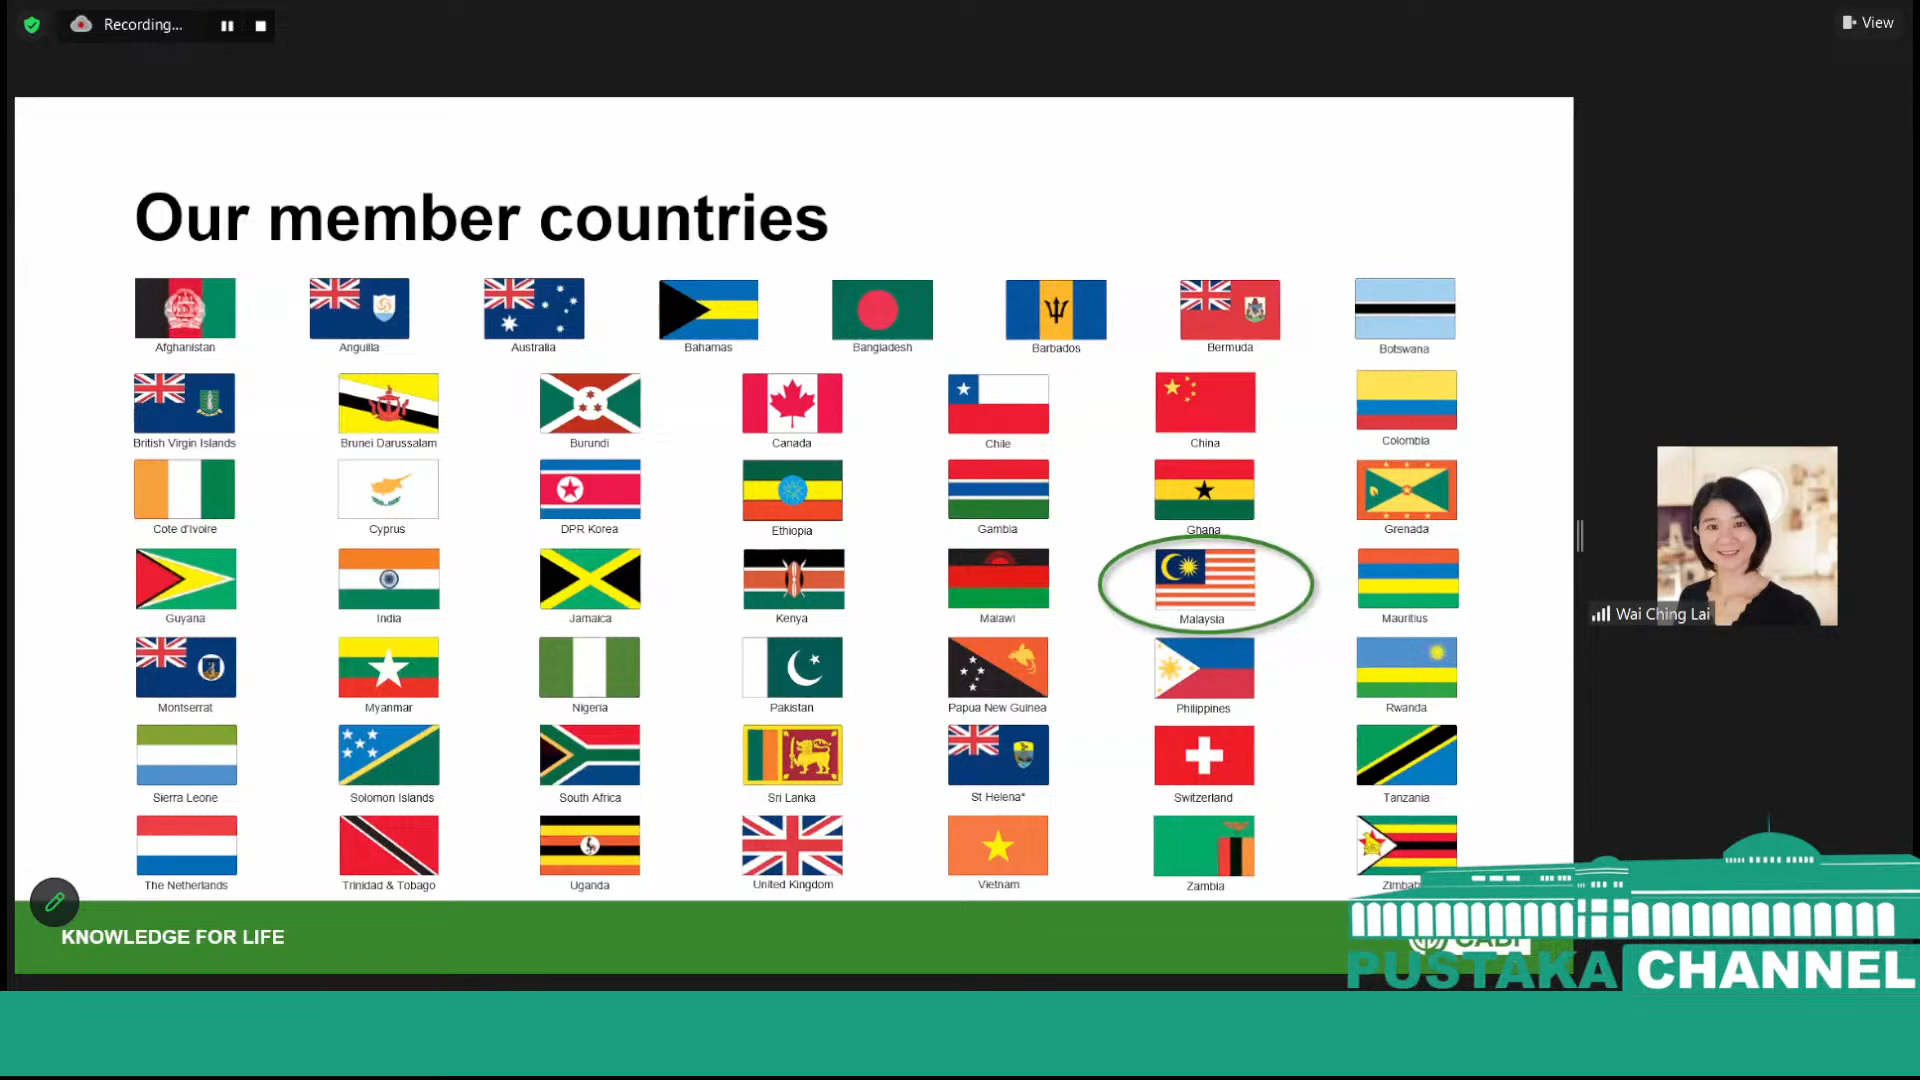 Recording...
View
Our member countries
Afghanistan Anguilla Australia Bahamas Bangladesh Barbados Bermuda Botswana
British Virgin Islands Brunei Darussalam Burundi Canada Chile China Colombia
Cote d'Ivoire Cyprus DPR Korea Ethiopia Gambia Ghana Grenada
Guyana India Jamaica Kenya Malawi Malaysia Mauritius
Wai Ching Lai
Montserrat Myanmar Nigeria Pakistan Papua New Guinea Philippines Rwanda
Sierra Leone Solomon Islands South Africa Sri Lanka St Helena* Switzerland Tanzania
The Netherlands Trinidad & Tobago Uganda United Kingdom Vietnam Zambia
KNOWLEDGE FOR LIFE
CABI
PUSTAKA CHANNEL